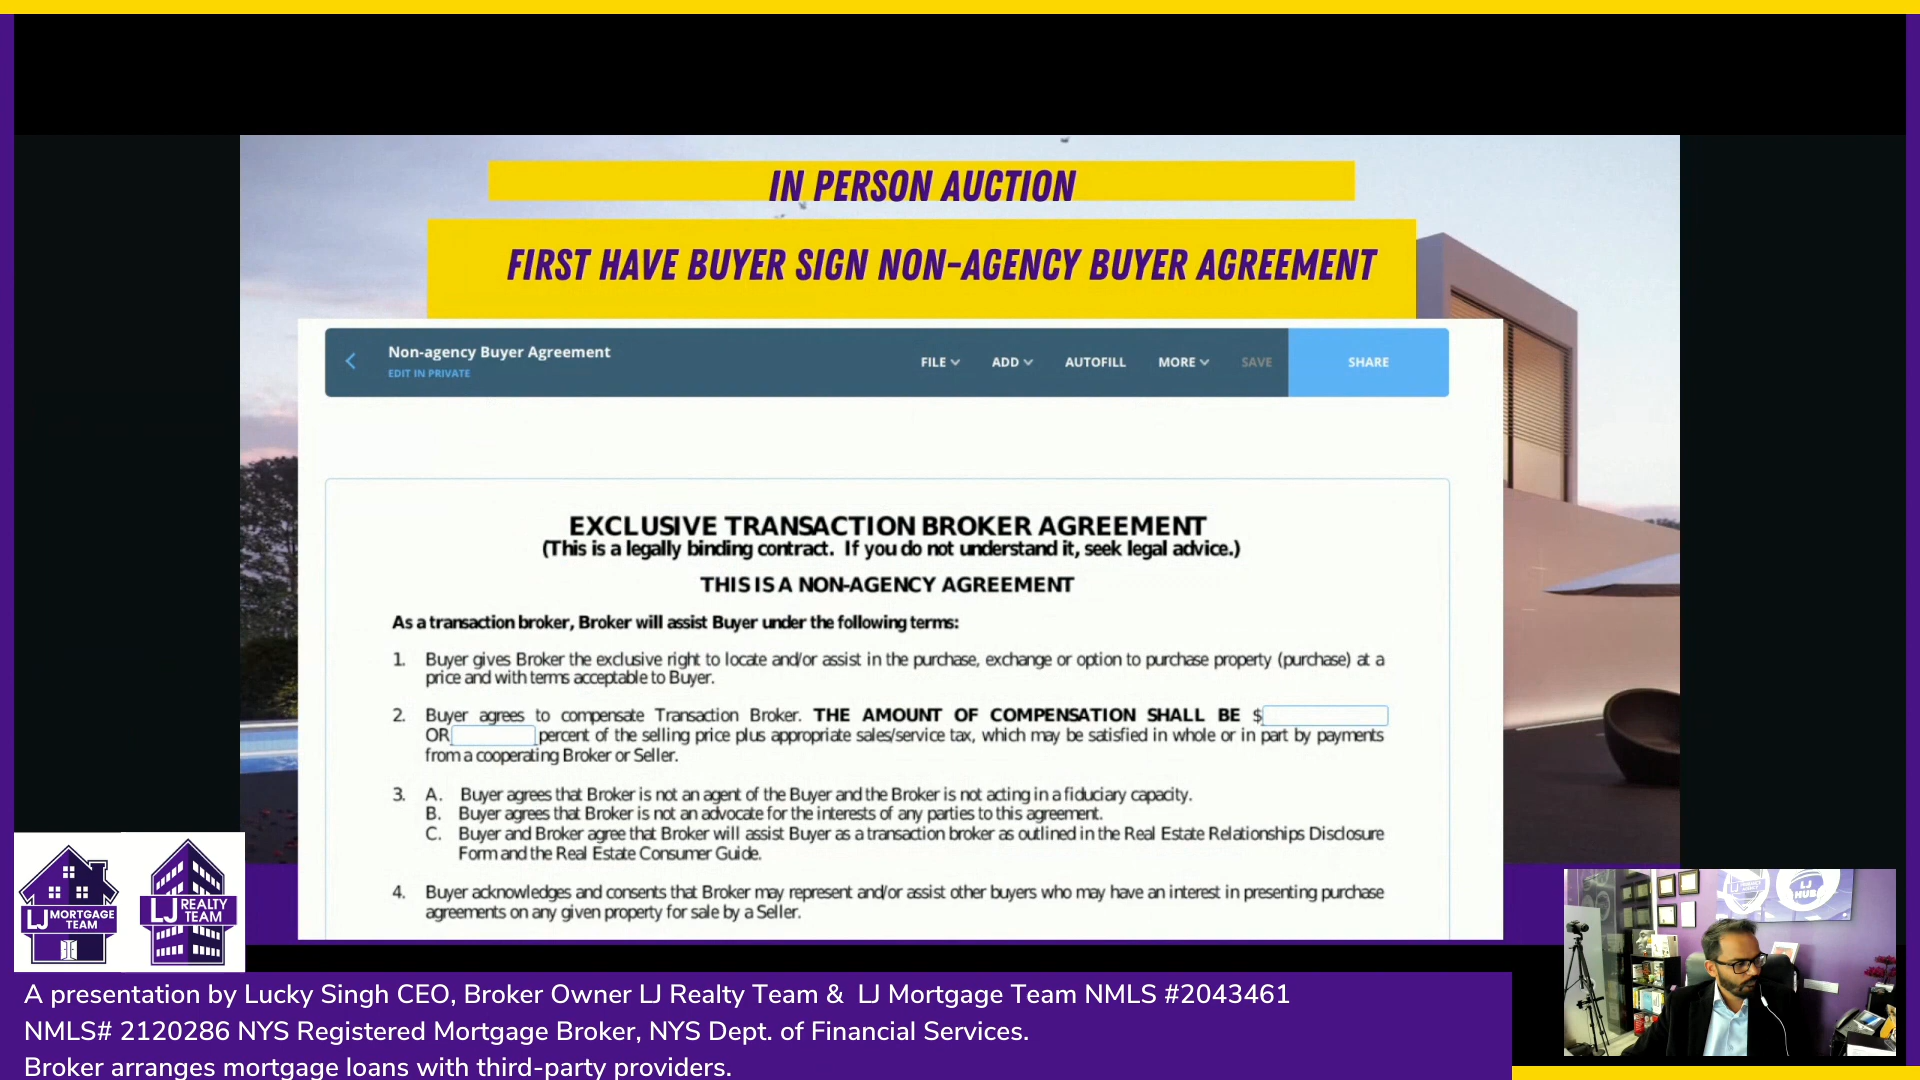 IN PERSON AUCTION
FIRST HAVE BUYER SIGN NON-AGENCY BUYER AGREEMENT
Non-agency Buyer Agreement
EDIT IN PRIVATE
FILE
ADD
AUTOFILL
MORE
SAVE
SHARE
EXCLUSIVE TRANSACTION BROKER AGREEMENT
(This is a legally binding contract. If you do not understand it, seek legal advice.)
THIS IS A NON-AGENCY AGREEMENT
As a transaction broker, Broker will assist Buyer under the following terms:
1. Buyer gives Broker the exclusive right to locate and/or assist in the purchase, exchange or option to purchase property (purchase) at a
price and with terms acceptable to Buyer.
2. Buyer agrees to compensate Transaction Broker. THE AMOUNT OF COMPENSATION SHALL BE $
OR percent of the selling price plus appropriate sales/service tax, which may be satisfied in whole or in part by payments
from a cooperating Broker or Seller.
3. A. Buyer agrees that Broker is not an agent of the Buyer and the Broker is not acting in a fiduciary capacity.
B. Buyer agrees that Broker is not an advocate for the interests of any parties to this agreement.
C. Buyer and Broker agree that Broker will assist Buyer as a transaction broker as outlined in the Real Estate Relationships Disclosure
Form and the Real Estate Consumer Guide.
4. Buyer acknowledges and consents that Broker may represent and/or assist other buyers who may have an interest in presenting purchase
agreements on any given property for sale by a Seller.
LJ MORTGAGE TEAM
LJ REALTY TEAM
LJ HUB
A presentation by Lucky Singh CEO, Broker Owner LJ Realty Team & LJ Mortgage Team NMLS #2043461
NMLS# 2120286 NYS Registered Mortgage Broker, NYS Dept. of Financial Services.
Broker arranges mortgage loans with third-party providers.